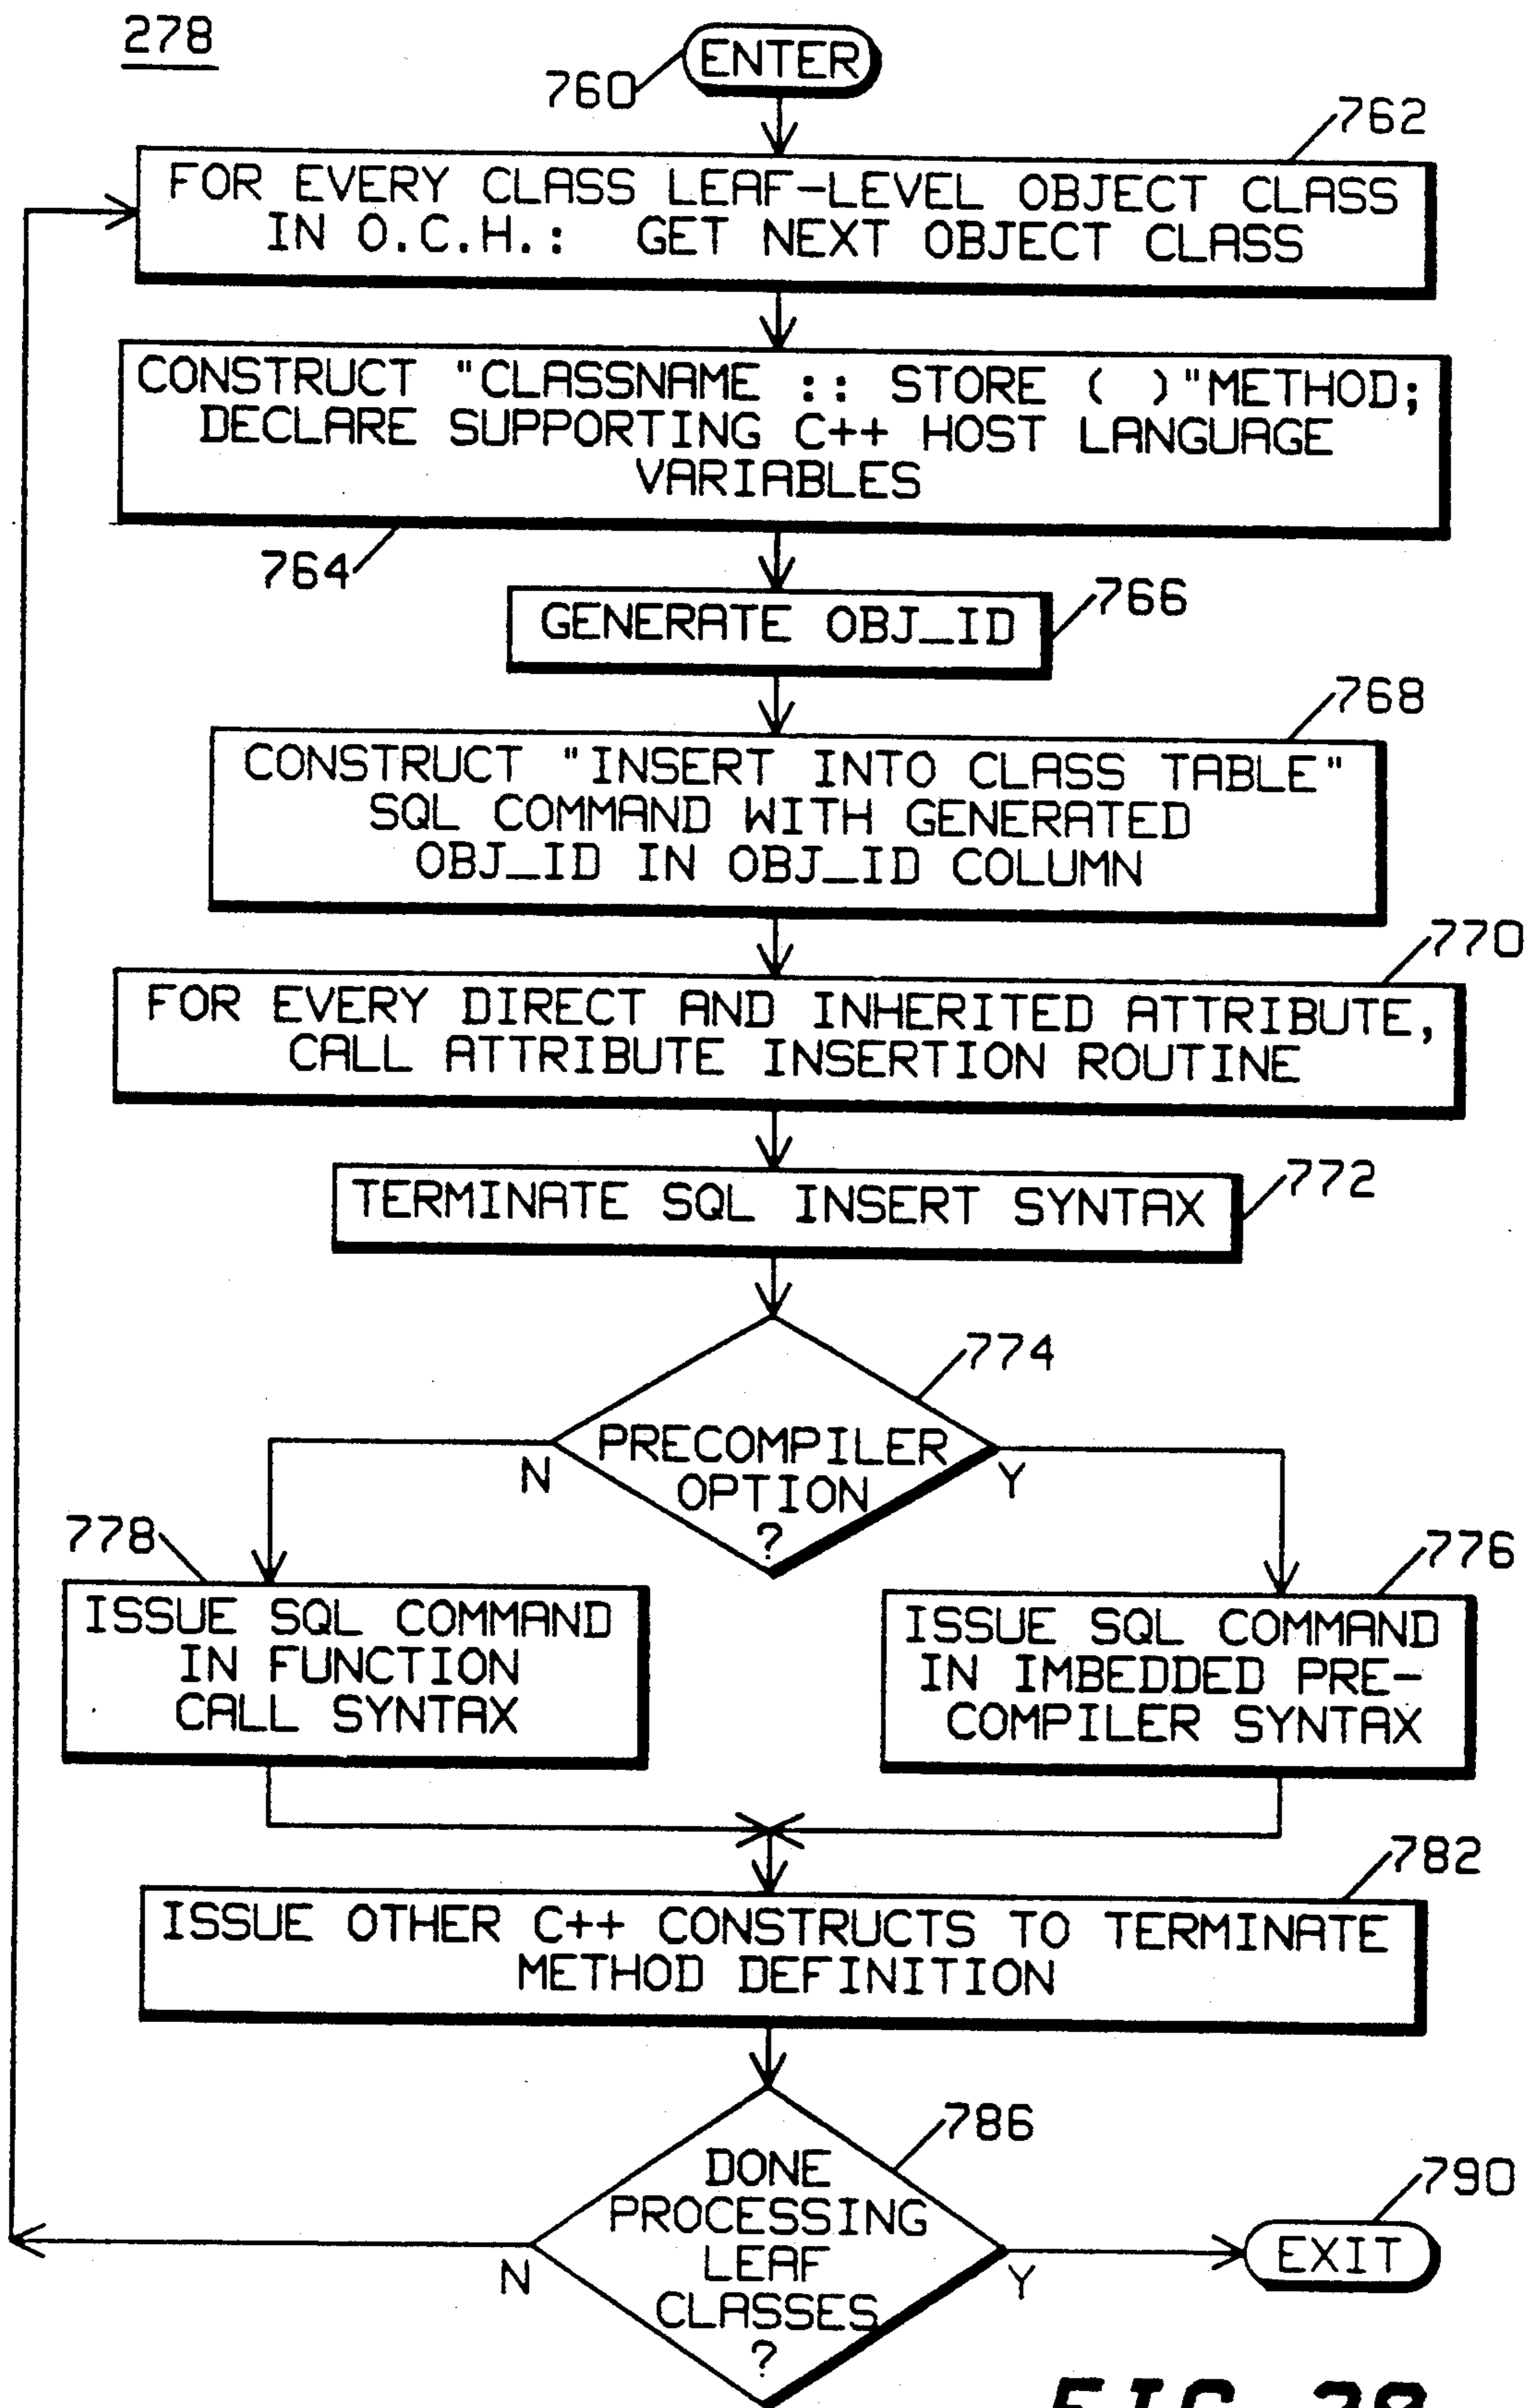 278
ENTER
760
762
FOR EVERY CLASS LEAF-LEVEL OBJECT CLASS
IN O.C.H.: GET NEXT OBJECT CLASS
CONSTRUCT "CLASSNAME :: STORE ( )"METHOD;
DECLARE SUPPORTING C++ HOST LANGUAGE
VARIABLES
764
GENERATE OBJ_ID
766
768
CONSTRUCT "INSERT INTO CLASS TABLE"
SQL COMMAND WITH GENERATED
OBJ_ID IN OBJ_ID COLUMN
770
FOR EVERY DIRECT AND INHERITED ATTRIBUTE,
CALL ATTRIBUTE INSERTION ROUTINE
772
TERMINATE SQL INSERT SYNTAX
774
PRECOMPILER
OPTION
?
N
Y
778
ISSUE SQL COMMAND
IN FUNCTION
CALL SYNTAX
776
ISSUE SQL COMMAND
IN IMBEDDED PRE-
COMPILER SYNTAX
782
ISSUE OTHER C++ CONSTRUCTS TO TERMINATE
METHOD DEFINITION
786
DONE
PROCESSING
LEAF
CLASSES
?
N
Y
790
EXIT